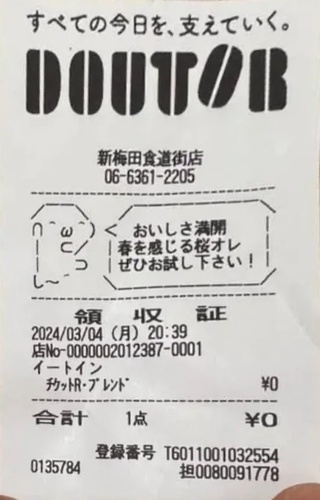 すべての今日を、支えていく。
DOUTOR
新梅田食道街店
06-6361-2205
おいしさ満開
春を感じる桜オレ
ぜひお試し下さい！
領収証
2024/03/04 (月) 20:39
店No-0000002012387-0001
イートイン
ﾁｹｯﾄR･ﾌﾞﾚﾝﾄﾞ ¥0
合計 1点 ¥0
登録番号 T6011001032554
0135784 担0080091778